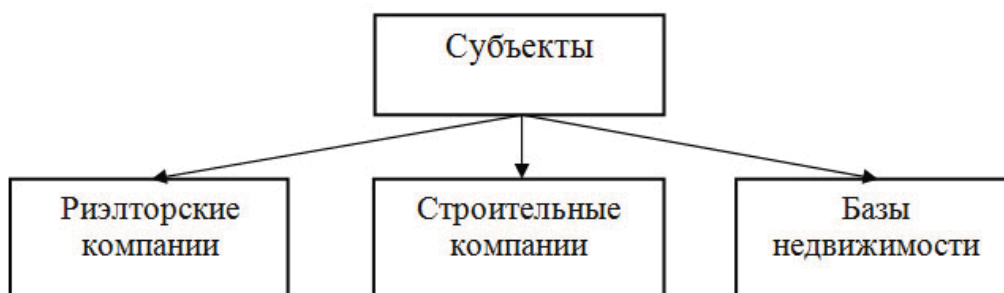 Субъекты
Риэлторские
компании
Строительные
компании
Базы
недвижимости